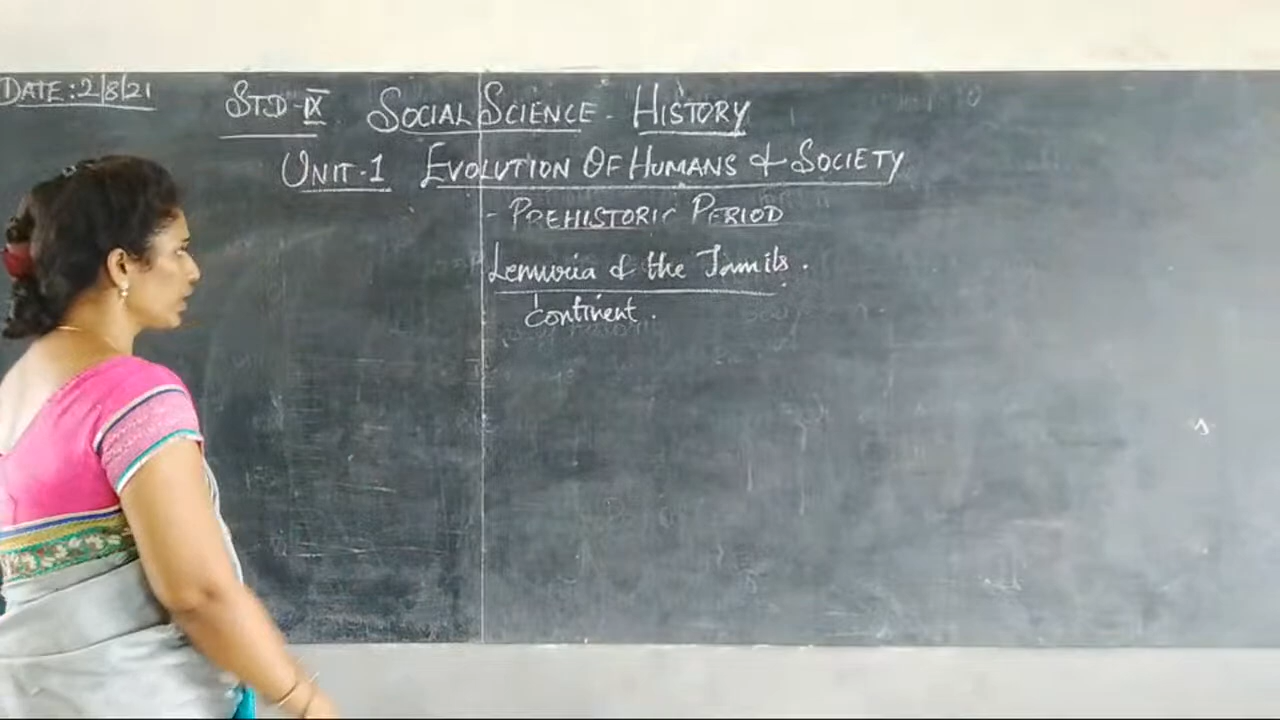 DATE: 2/8/21
STD-IX SOCIAL SCIENCE - HISTORY
UNIT-1 EVOLUTION OF HUMANS & SOCIETY
- PREHISTORIC PERIOD
Lemuria & the Tamils.
continent.